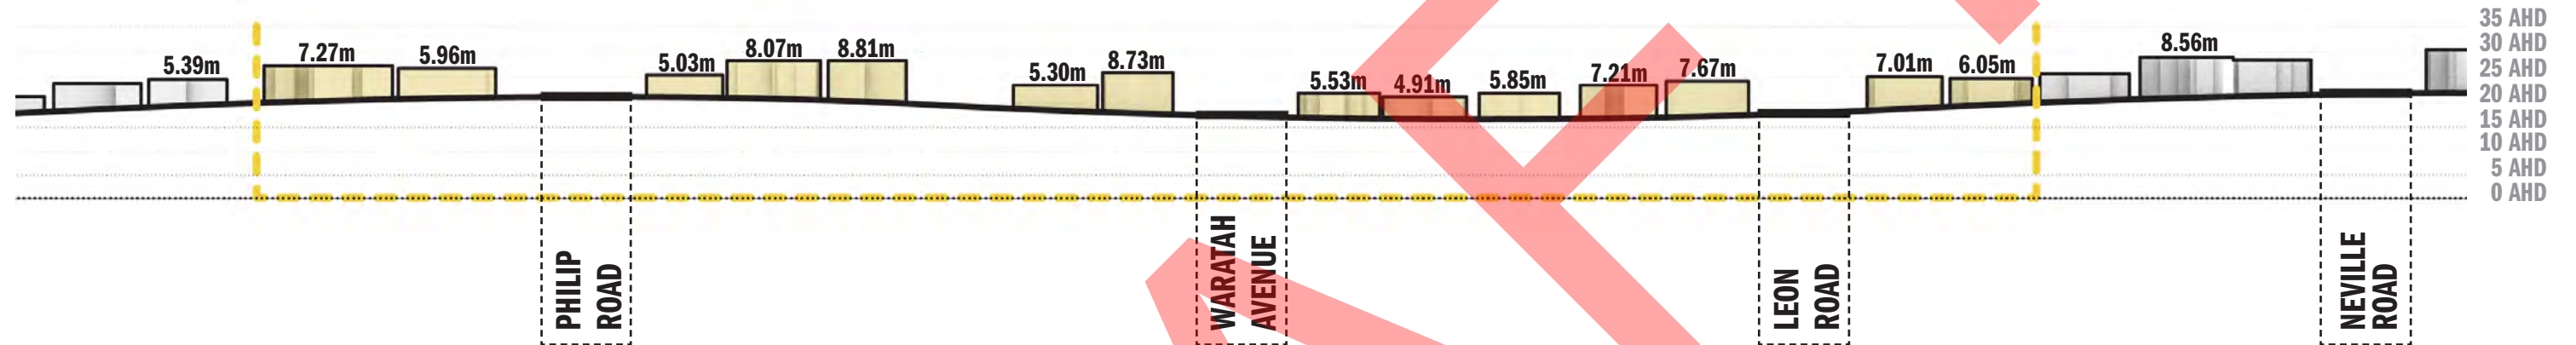 5.39m
7.27m
5.96m
5.03m
8.07m
8.81m
5.30m
8.73m
5.53m
4.91m
5.85m
7.21m
7.67m
7.01m
6.05m
8.56m
35 AHD
30 AHD
25 AHD
20 AHD
15 AHD
10 AHD
5 AHD
0 AHD
PHILIP
ROAD
WARATAH
AVENUE
LEON
ROAD
NEVILLE
ROAD